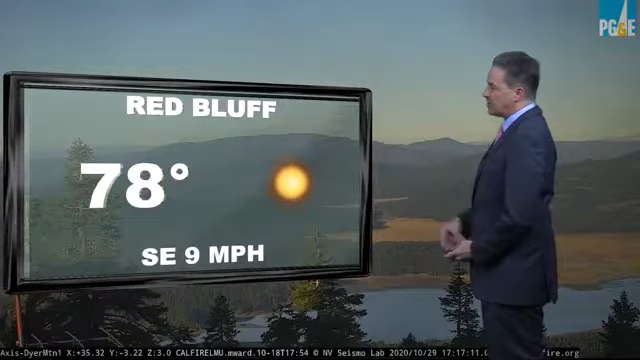 PG&E
RED BLUFF
78°
SE 9 MPH
Axis-DyerMtn1 X:+35.32 Y:-3.22 Z:3.0 CALFIRELMU.mward.10-18T17:54 © NV Seismo Lab 2020/10/29 17:17:11.0 fire.org